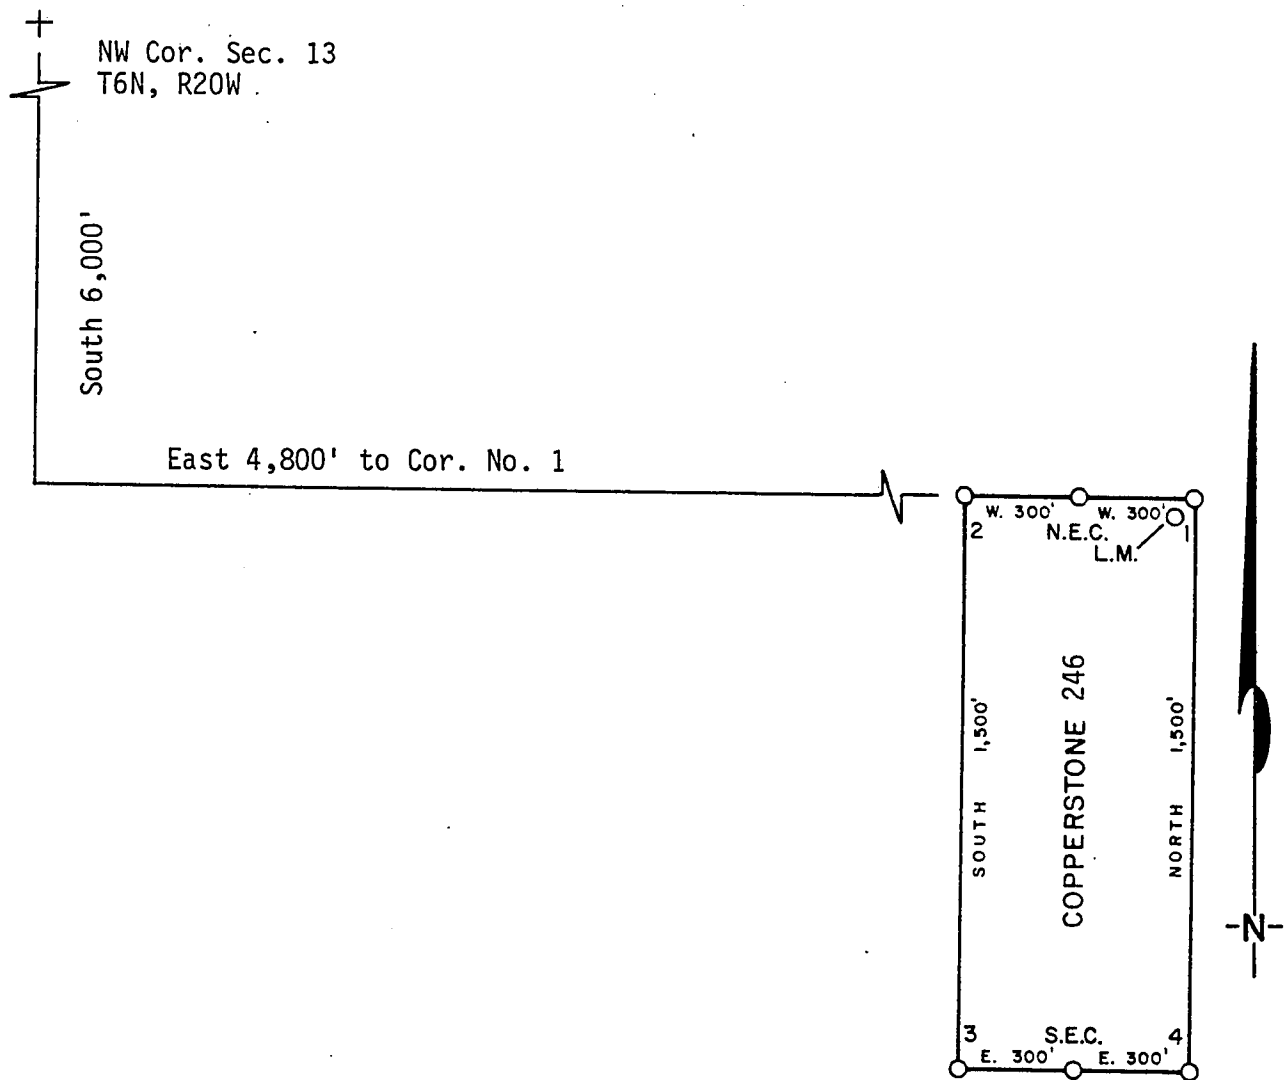 NW Cor. Sec. 13
T6N, R20W
South 6,000'
East 4,800' to Cor. No. 1
W. 300' W. 300'
2 N.E.C. 1
L.M.
SOUTH 1,500'
COPPERSTONE 246
NORTH 1,500'
-N-
3 S.E.C. 4
E. 300' E. 300'